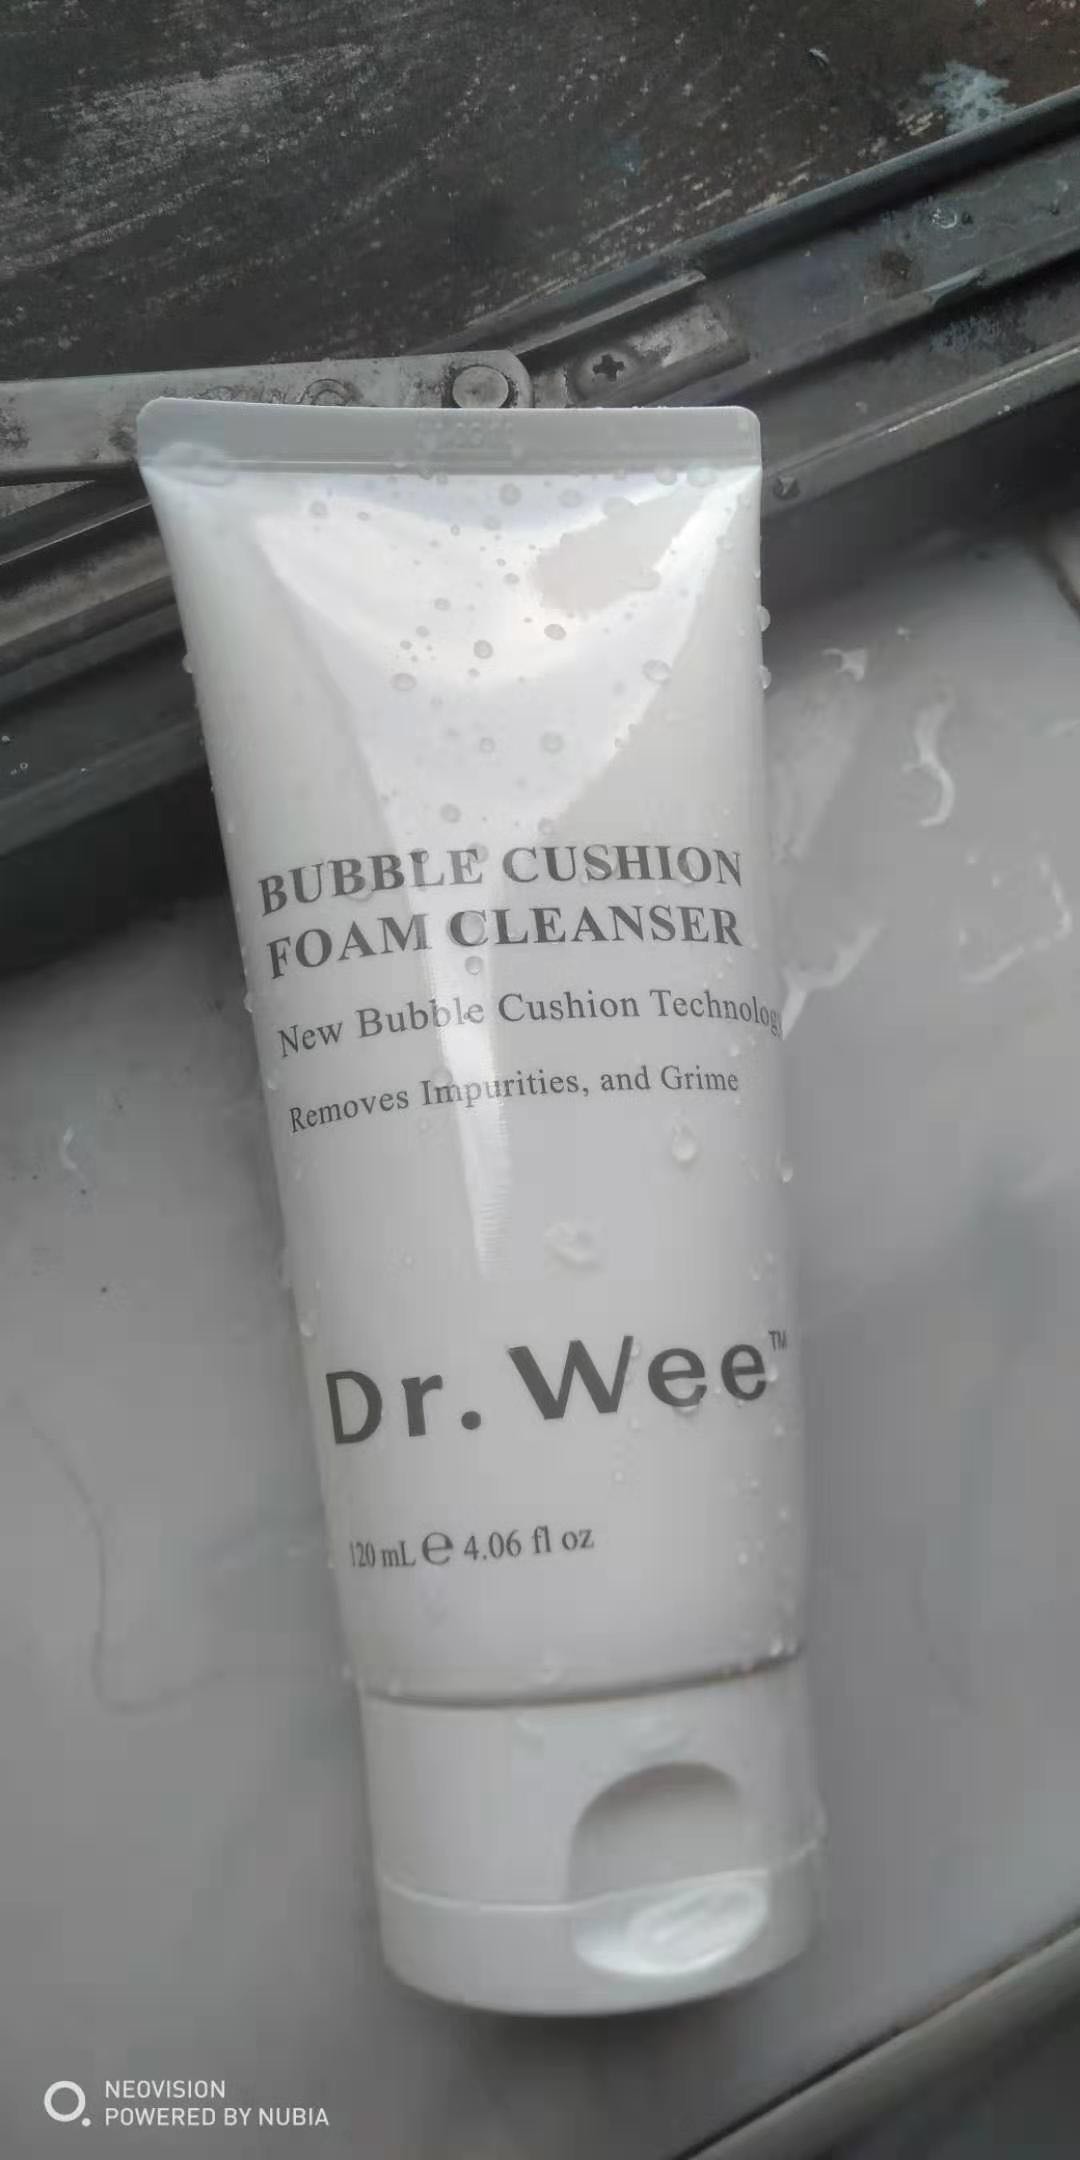 BUBBLE CUSHION
FOAM CLEANSER
New Bubble Cushion Technology
Removes Impurities, and Grime
Dr. Wee™
120 mL ℮ 4.06 fl oz
NEOVISION
POWERED BY NUBIA